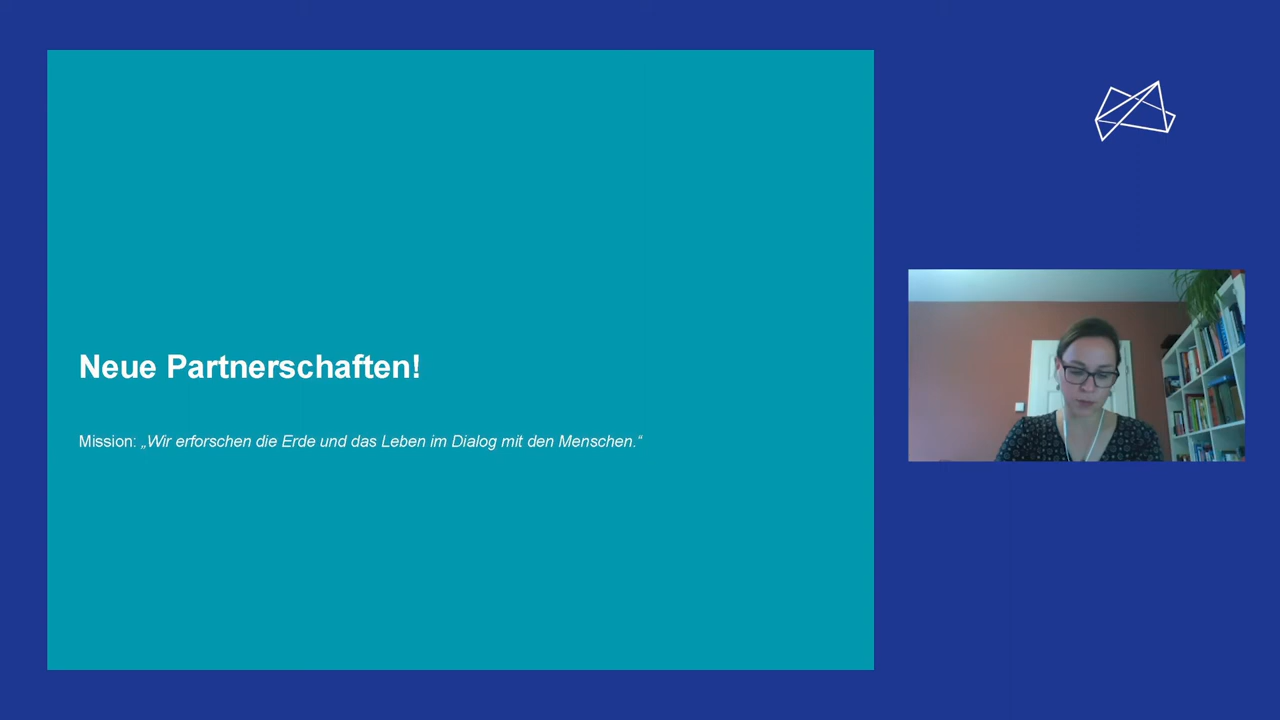 Neue Partnerschaften!
Mission: „Wir erforschen die Erde und das Leben im Dialog mit den Menschen.“